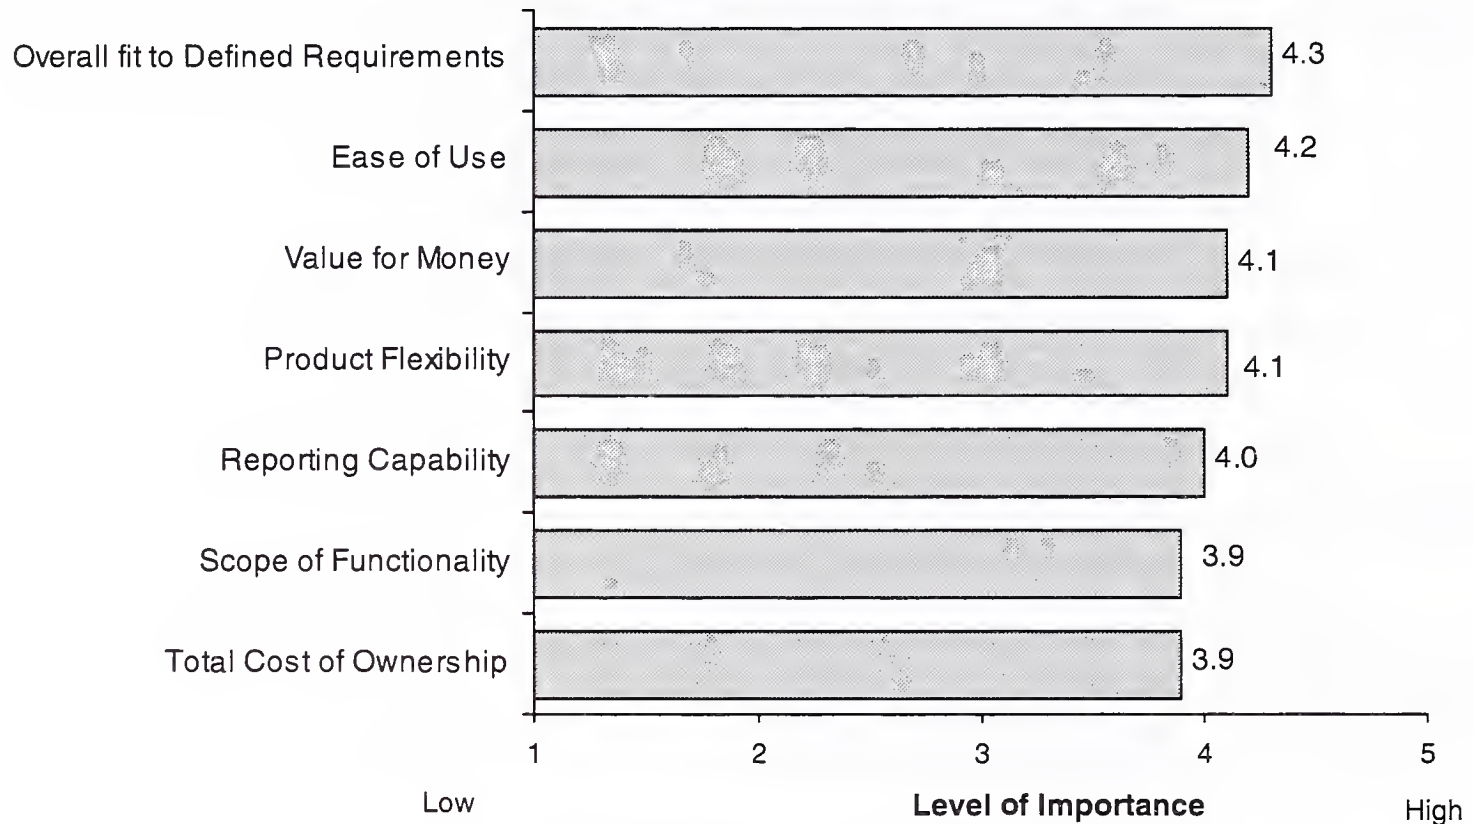 Overall fit to Defined Requirements 4.3
Ease of Use 4.2
Value for Money 4.1
Product Flexibility 4.1
Reporting Capability 4.0
Scope of Functionality 3.9
Total Cost of Ownership 3.9
1 2 3 4 5
Low Level of Importance High